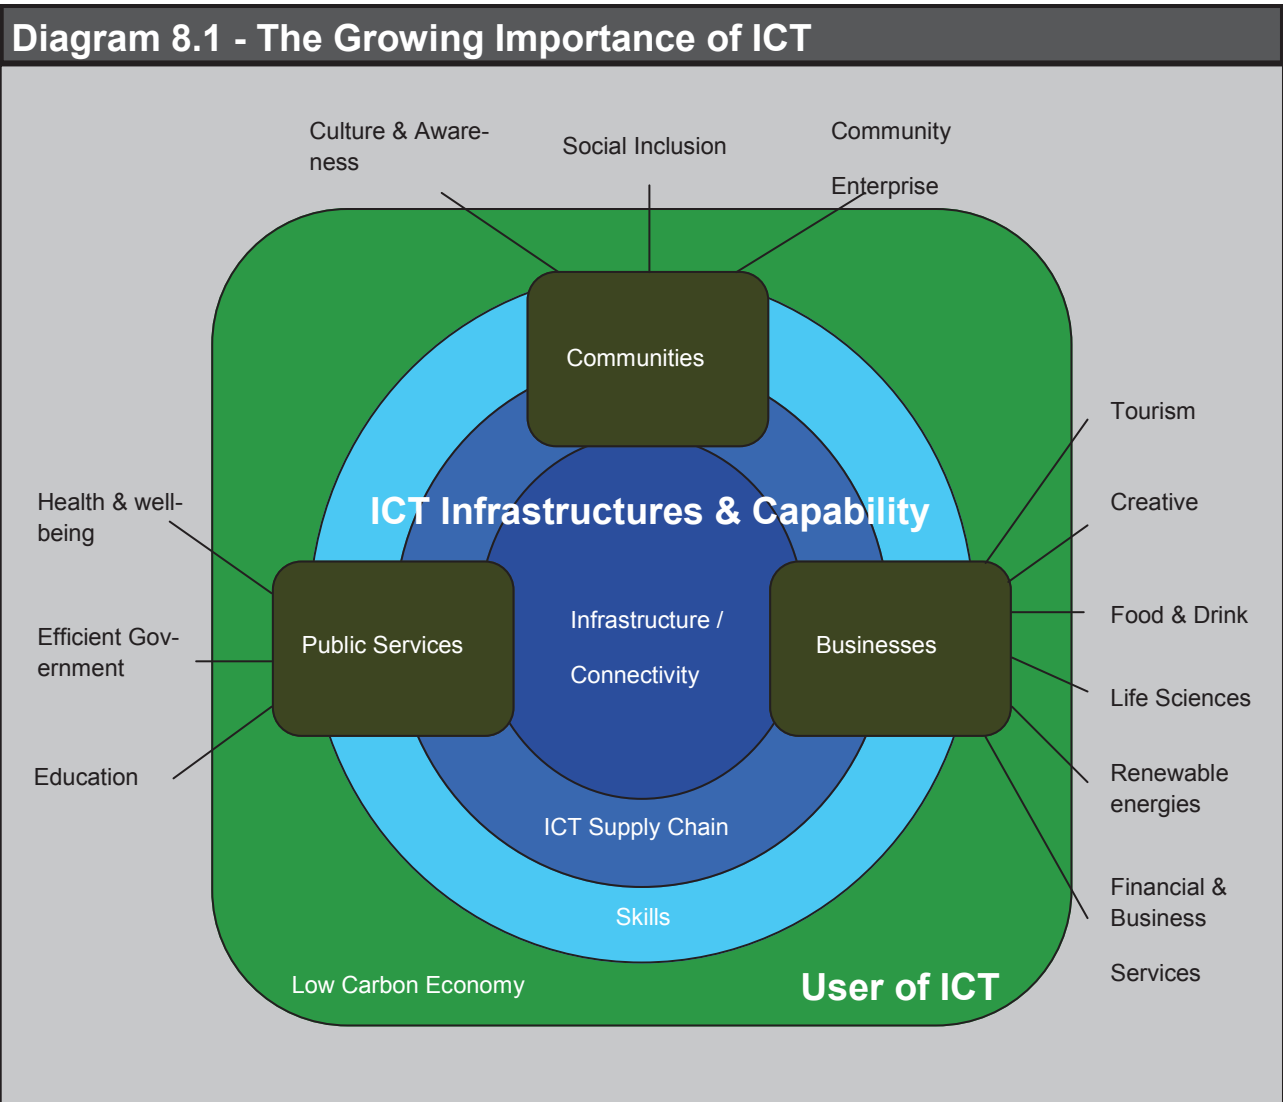 Diagram 8.1 - The Growing Importance of ICT
Culture & Aware-
ness
Social Inclusion
Community
Enterprise
Communities
Tourism
Creative
Health & well-
being
ICT Infrastructures & Capability
Efficient Gov-
ernment
Public Services
Infrastructure /
Connectivity
Businesses
Food & Drink
Life Sciences
Education
Renewable
energies
ICT Supply Chain
Financial &
Business
Services
Skills
Low Carbon Economy
User of ICT